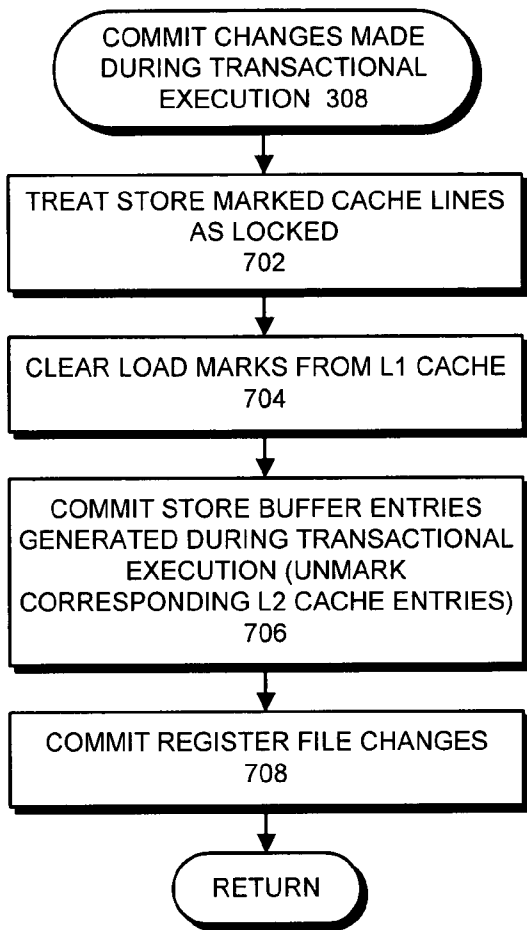 COMMIT CHANGES MADE
DURING TRANSACTIONAL
EXECUTION 308
TREAT STORE MARKED CACHE LINES
AS LOCKED
702
CLEAR LOAD MARKS FROM L1 CACHE
704
COMMIT STORE BUFFER ENTRIES
GENERATED DURING TRANSACTIONAL
EXECUTION (UNMARK
CORRESPONDING L2 CACHE ENTRIES)
706
COMMIT REGISTER FILE CHANGES
708
RETURN